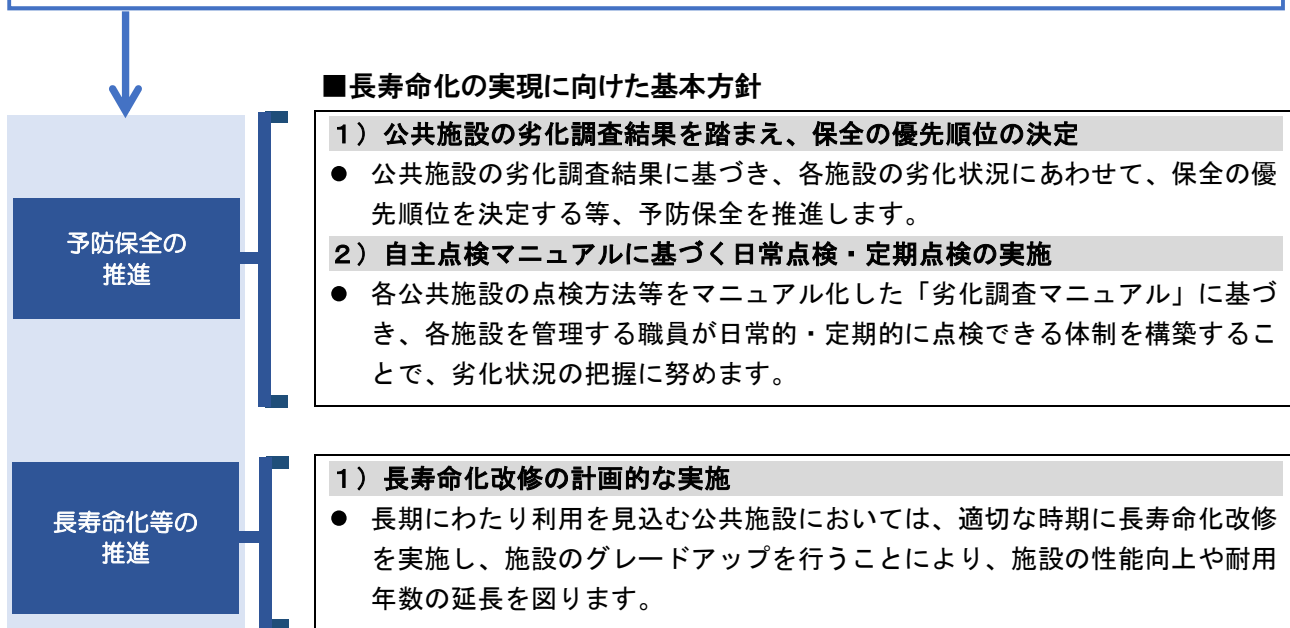 ■長寿命化の実現に向けた基本方針
予防保全の
推進
１）公共施設の劣化調査結果を踏まえ、保全の優先順位の決定
● 公共施設の劣化調査結果に基づき、各施設の劣化状況にあわせて、保全の優
先順位を決定する等、予防保全を推進します。
２）自主点検マニュアルに基づく日常点検・定期点検の実施
● 各公共施設の点検方法等をマニュアル化した「劣化調査マニュアル」に基づ
き、各施設を管理する職員が日常的・定期的に点検できる体制を構築するこ
とで、劣化状況の把握に努めます。
長寿命化等の
推進
１）長寿命化改修の計画的な実施
● 長期にわたり利用を見込む公共施設においては、適切な時期に長寿命化改修
を実施し、施設のグレードアップを行うことにより、施設の性能向上や耐用
年数の延長を図ります。